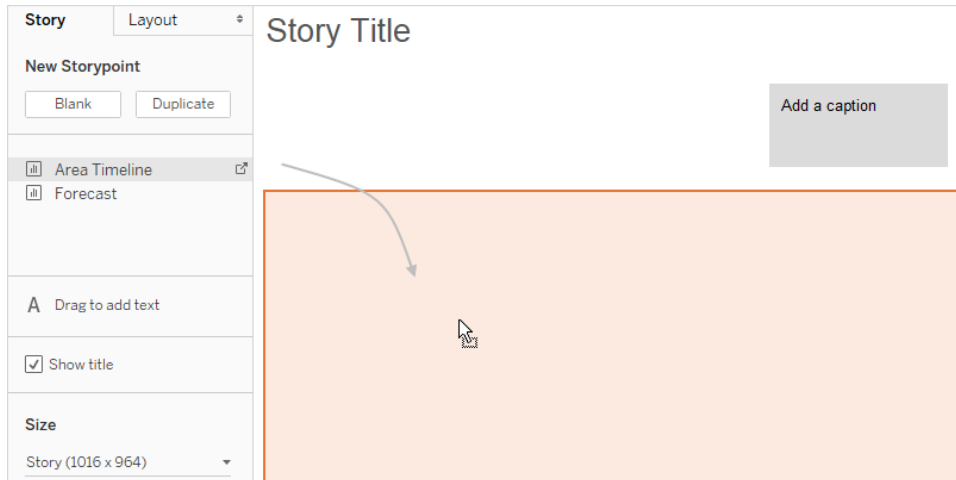 Story Layout
Story Title
New Storypoint
Blank Duplicate
Add a caption
Area Timeline
Forecast
A Drag to add text
Show title
Size
Story (1016 x 964)